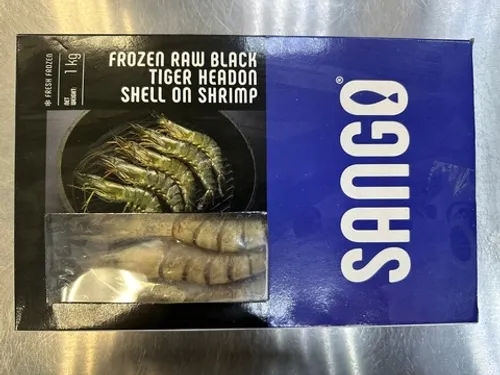 FROZEN RAW BLACK
TIGER HEADON
SHELL ON SHRIMP
FRESH FROZEN
NET
WEIGHT:
1 kg
SANGO®